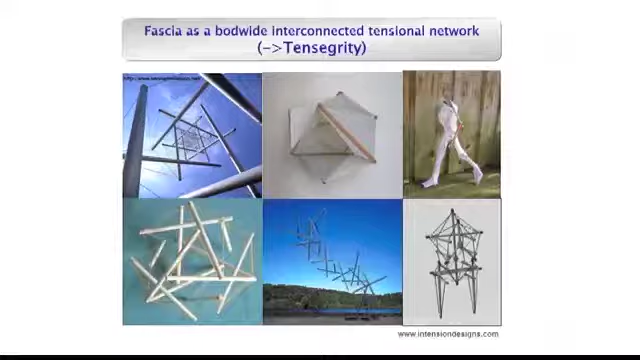 Fascia as a bodwide interconnected tensional network
(->Tensegrity)
www.intensiondesigns.com